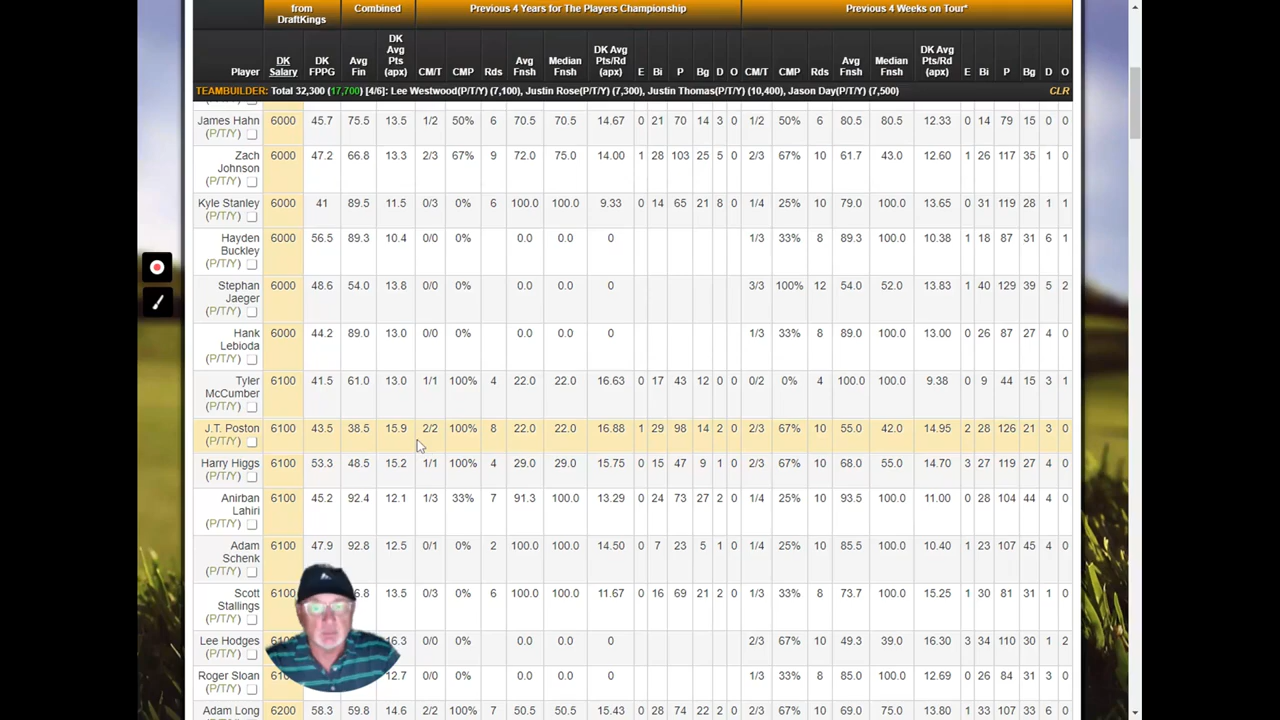 from DraftKings Combined Previous 4 Years for The Players Championship Previous 4 Weeks on Tour*
Player DK Salary DK FPPG Avg Fin DK Avg Pts (apx) CM/T CMP Rds Avg Fnsh Median Fnsh DK Avg Pts/Rd (apx) E Bi P Bg D O CM/T CMP Rds Avg Fnsh Median Fnsh DK Avg Pts/Rd (apx) E Bi P Bg D O
TEAMBUILDER: Total 32,300 (17,700) [4/6]: Lee Westwood(P/T/Y) (7,100), Justin Rose(P/T/Y) (7,300), Justin Thomas(P/T/Y) (10,400), Jason Day(P/T/Y) (7,500) CLR
James Hahn (P/T/Y) 6000 45.7 75.5 13.5 1/2 50% 6 70.5 70.5 14.67 0 21 70 14 3 0 1/2 50% 6 80.5 80.5 12.33 0 14 79 15 0 0
Zach Johnson (P/T/Y) 6000 47.2 66.8 13.3 2/3 67% 9 72.0 75.0 14.00 1 28 103 25 5 0 2/3 67% 10 61.7 43.0 12.60 1 26 117 35 1 0
Kyle Stanley (P/T/Y) 6000 41 89.5 11.5 0/3 0% 6 100.0 100.0 9.33 0 14 65 21 8 0 1/4 25% 10 79.0 100.0 13.65 0 31 119 28 1 1
Hayden Buckley (P/T/Y) 6000 56.5 89.3 10.4 0/0 0% 0.0 0.0 0 1/3 33% 8 89.3 100.0 10.38 1 18 87 31 6 1
Stephan Jaeger (P/T/Y) 6000 48.6 54.0 13.8 0/0 0% 0.0 0.0 0 3/3 100% 12 54.0 52.0 13.83 1 40 129 39 5 2
Hank Lebioda (P/T/Y) 6000 44.2 89.0 13.0 0/0 0% 0.0 0.0 0 1/3 33% 8 89.0 100.0 13.00 0 26 87 27 4 0
Tyler McCumber (P/T/Y) 6100 41.5 61.0 13.0 1/1 100% 4 22.0 22.0 16.63 0 17 43 12 0 0 0/2 0% 4 100.0 100.0 9.38 0 9 44 15 3 1
J.T. Poston (P/T/Y) 6100 43.5 38.5 15.9 2/2 100% 8 22.0 22.0 16.88 1 29 98 14 2 0 2/3 67% 10 55.0 42.0 14.95 2 28 126 21 3 0
Harry Higgs (P/T/Y) 6100 53.3 48.5 15.2 1/1 100% 4 29.0 29.0 15.75 0 15 47 9 1 0 2/3 67% 10 68.0 55.0 14.70 3 27 119 27 4 0
Anirban Lahiri (P/T/Y) 6100 45.2 92.4 12.1 1/3 33% 7 91.3 100.0 13.29 0 24 73 27 2 0 1/4 25% 10 93.5 100.0 11.00 0 28 104 44 4 0
Adam Schenk (P/T/Y) 6100 47.9 92.8 12.5 0/1 0% 2 100.0 100.0 14.50 0 7 23 5 1 0 1/4 25% 10 85.5 100.0 10.40 1 23 107 45 4 0
Scott Stallings (P/T/Y) 13.5 0/3 0% 6 100.0 100.0 11.67 0 16 69 21 2 0 1/3 33% 8 73.7 100.0 15.25 1 30 81 31 1 0
Lee Hodges (P/T/Y) 0/0 0% 0.0 0.0 0 2/3 67% 10 49.3 39.0 16.30 3 34 110 30 1 2
Roger Sloan (P/T/Y) 12.7 0/0 0% 0.0 0.0 0 1/3 33% 8 85.0 100.0 12.69 0 26 84 31 3 0
Adam Long 6200 58.3 59.8 14.6 100% 7 50.5 50.5 15.43 0 28 74 22 2 0 2/3 67% 10 69.0 75.0 13.80 1 33 107 33 6 0